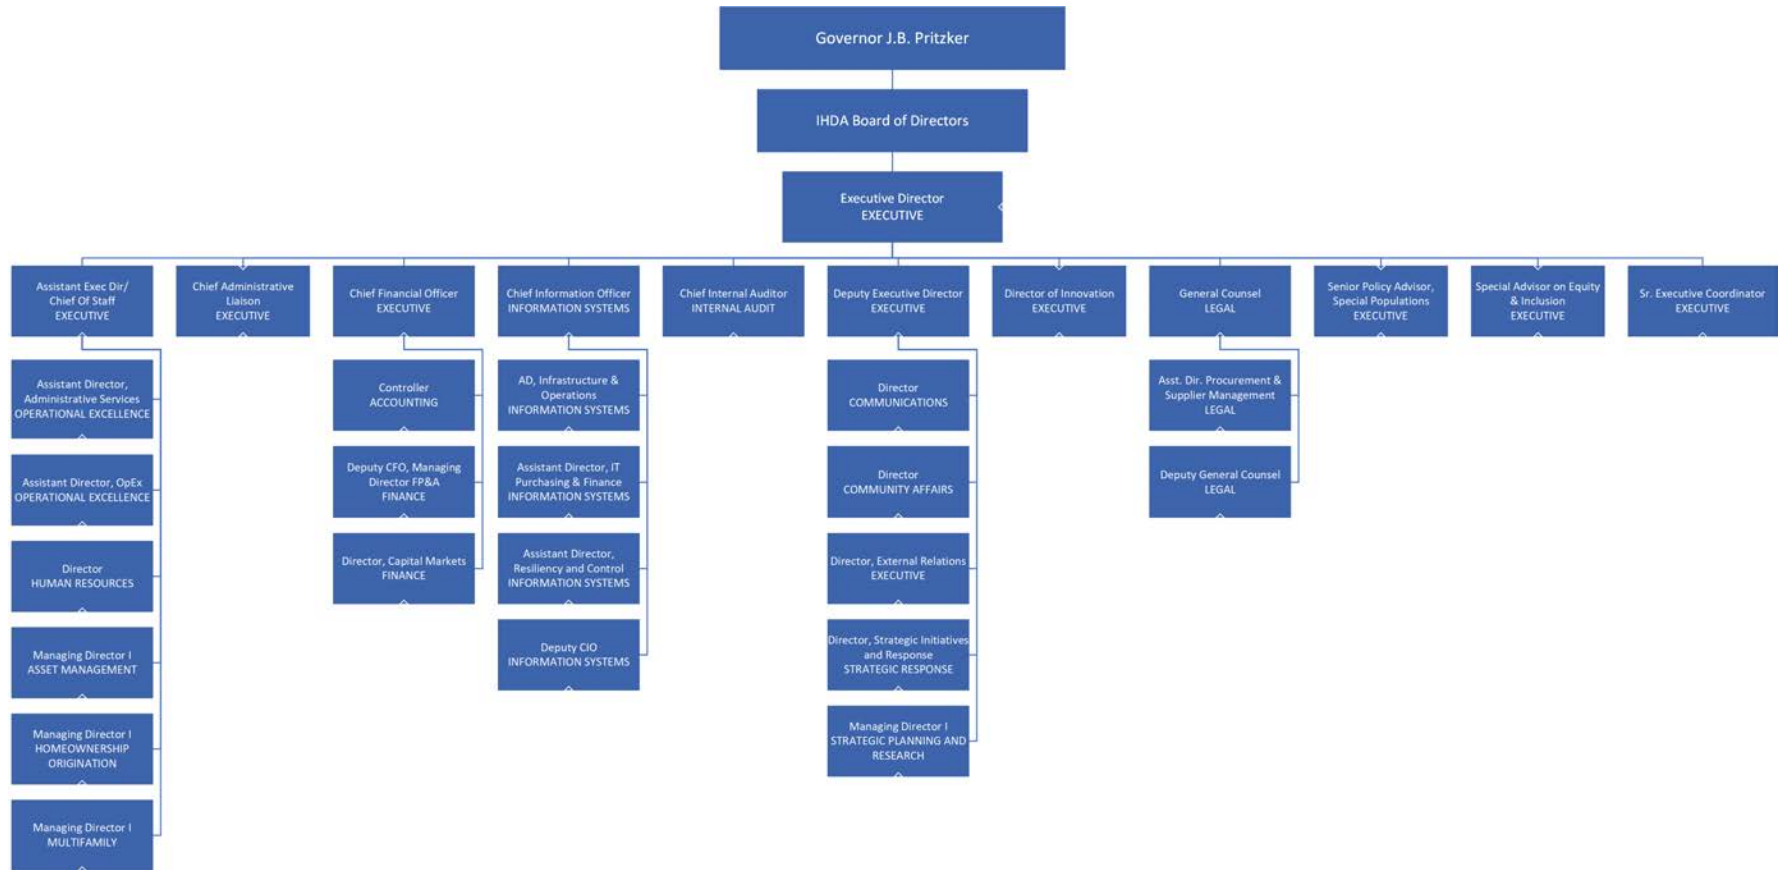 Governor J.B. Pritzker
IHDA Board of Directors
Executive Director
EXECUTIVE
Assistant Exec Dir/
Chief Of Staff
EXECUTIVE
Chief Administrative
Liaison
EXECUTIVE
Chief Financial Officer
EXECUTIVE
Chief Information Officer
INFORMATION SYSTEMS
Chief Internal Auditor
INTERNAL AUDIT
Deputy Executive Director
EXECUTIVE
Director of Innovation
EXECUTIVE
General Counsel
LEGAL
Senior Policy Advisor,
Special Populations
EXECUTIVE
Special Advisor on Equity
& Inclusion
EXECUTIVE
Sr. Executive Coordinator
EXECUTIVE
Assistant Director,
Administrative Services
OPERATIONAL EXCELLENCE
Assistant Director, OpEx
OPERATIONAL EXCELLENCE
Director
HUMAN RESOURCES
Managing Director I
ASSET MANAGEMENT
Managing Director I
HOMEOWNERSHIP
ORIGINATION
Managing Director I
MULTIFAMILY
Controller
ACCOUNTING
Deputy CFO, Managing
Director FP&A
FINANCE
Director, Capital Markets
FINANCE
AD, Infrastructure &
Operations
INFORMATION SYSTEMS
Assistant Director, IT
Purchasing & Finance
INFORMATION SYSTEMS
Assistant Director,
Resiliency and Control
INFORMATION SYSTEMS
Deputy CIO
INFORMATION SYSTEMS
Director
COMMUNICATIONS
Director
COMMUNITY AFFAIRS
Director, External Relations
EXECUTIVE
Director, Strategic Initiatives
and Response
STRATEGIC RESPONSE
Managing Director I
STRATEGIC PLANNING AND
RESEARCH
Asst. Dir. Procurement &
Supplier Management
LEGAL
Deputy General Counsel
LEGAL